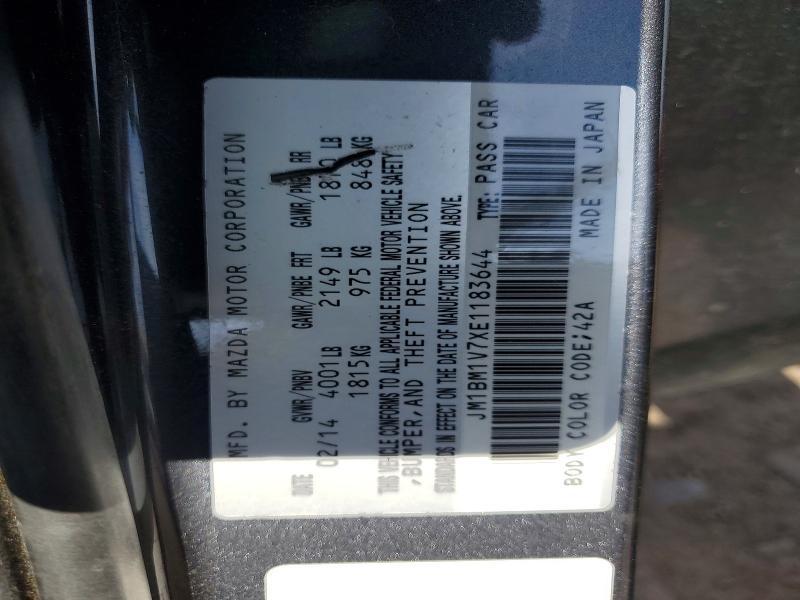 MFD. BY MAZDA MOTOR CORPORATION
DATE GVWR/PNBV GAWR/PNBE FRT GAWR/PNBE RR
02/14 4001LB 2149 LB LB
1815KG 975 KG 848 KG
THIS VEHICLE CONFORMS TO ALL APPLICABLE FEDERAL MOTOR VEHICLE SAFETY
,BUMPER,AND THEFT PREVENTION
STANDARDS IN EFFECT ON THE DATE OF MANUFACTURE SHOWN ABOVE.
JM1BM1V7XE1183644 TYPE: PASS CAR
BODY COLOR CODE;42A MADE IN JAPAN